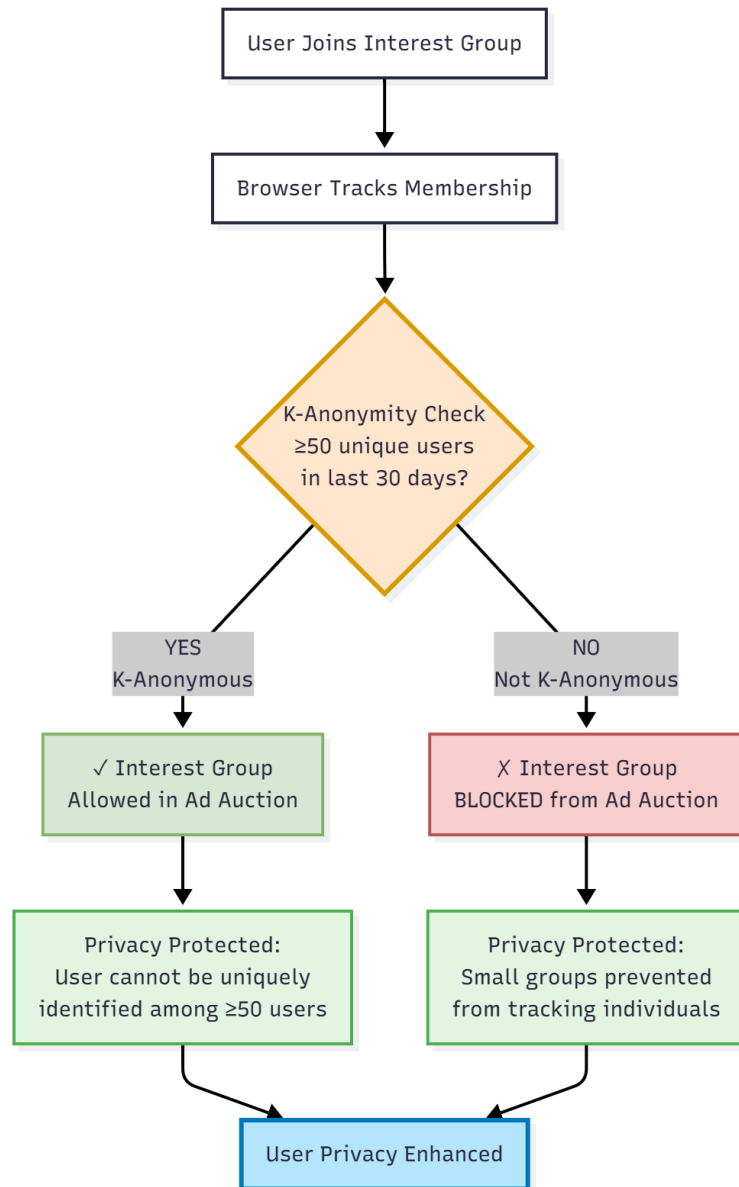 User Joins Interest Group
Browser Tracks Membership
K-Anonymity Check
≥50 unique users
in last 30 days?
YES
K-Anonymous
NO
Not K-Anonymous
✓ Interest Group
Allowed in Ad Auction
✗ Interest Group
BLOCKED from Ad Auction
Privacy Protected:
User cannot be uniquely
identified among ≥50 users
Privacy Protected:
Small groups prevented
from tracking individuals
User Privacy Enhanced